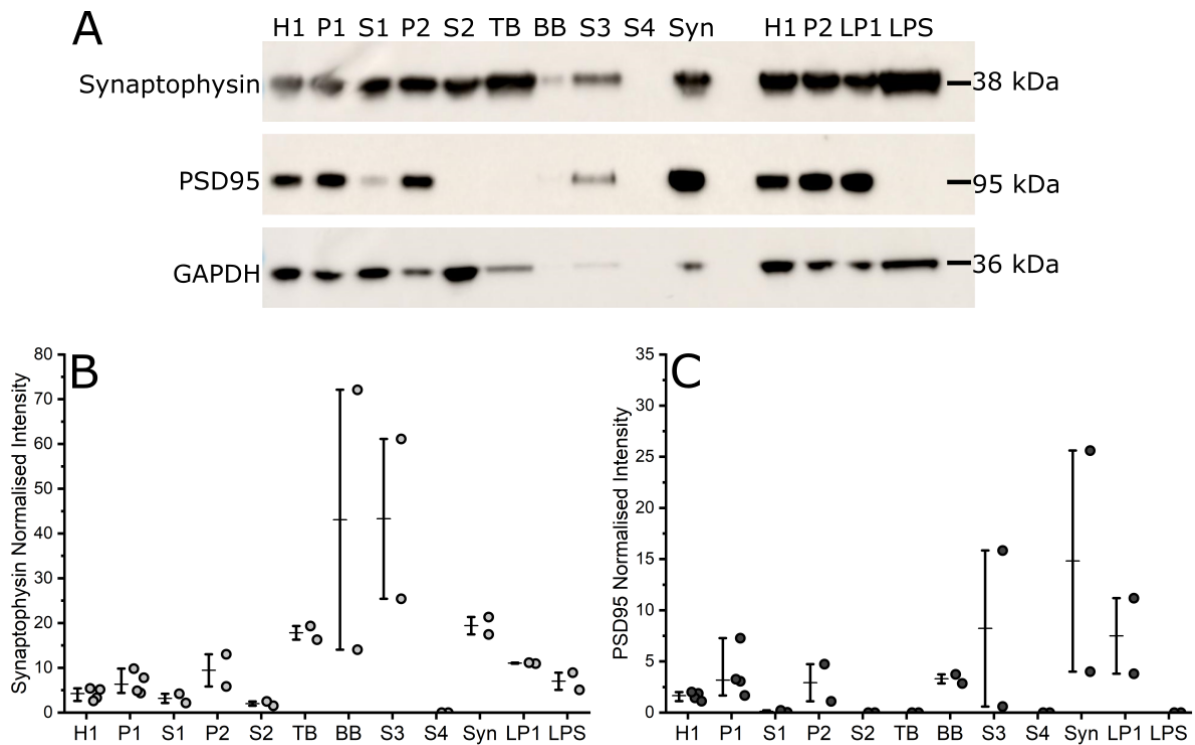 A
H1 P1 S1 P2 S2 TB BB S3 S4 Syn H1 P2 LP1 LPS
Synaptophysin 38 kDa
PSD95 95 kDa
GAPDH 36 kDa
B
Synaptophysin Normalised Intensity
80
70
60
50
40
30
20
10
0
H1 P1 S1 P2 S2 TB BB S3 S4 Syn LP1 LPS
C
PSD95 Normalised Intensity
35
30
25
20
15
10
5
0
H1 P1 S1 P2 S2 TB BB S3 S4 Syn LP1 LPS